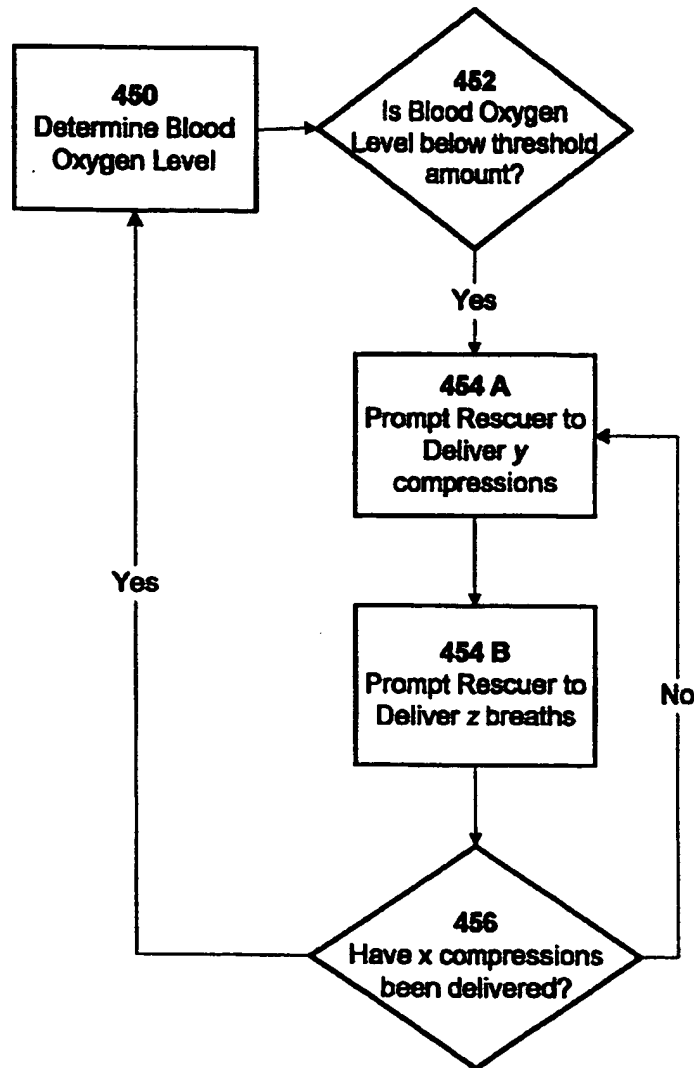 450
Determine Blood
Oxygen Level
452
Is Blood Oxygen
Level below threshold
amount?
Yes
454 A
Prompt Rescuer to
Deliver y
compressions
454 B
Prompt Rescuer to
Deliver z breaths
Yes
No
456
Have x compressions
been delivered?